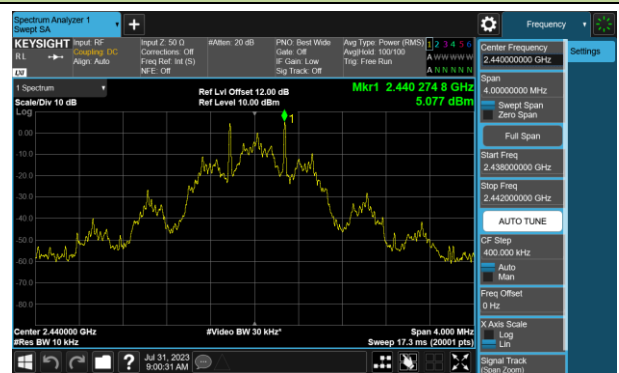 Spectrum Analyzer 1
Swept SA
Frequency
KEYSIGHT
RL
LXI
Input: RF
Coupling: DC
Align: Auto
Input Z: 50 Ω
Corrections: Off
Freq Ref: Int (S)
NFE: Off
#Atten: 20 dB
PNO: Best Wide
Gate: Off
IF Gain: Low
Sig Track: Off
Avg Type: Power (RMS)
Avg|Hold: 100/100
Trig: Free Run
1 2 3 4 5 6
A W W W W W
A N N N N N
1 Spectrum
Scale/Div 10 dB
Log
Ref Lvl Offset 12.00 dB
Ref Level 10.00 dBm
Mkr1 2.440 274 8 GHz
5.077 dBm
1
0.00
-10.0
-20.0
-30.0
-40.0
-50.0
-60.0
-70.0
-80.0
Center 2.440000 GHz
#Res BW 10 kHz
#Video BW 30 kHz*
Span 4.000 MHz
Sweep 17.3 ms (20001 pts)
Jul 31, 2023
9:00:31 AM
Center Frequency
2.440000000 GHz
Span
4.00000000 MHz
Swept Span
Zero Span
Full Span
Start Freq
2.438000000 GHz
Stop Freq
2.442000000 GHz
AUTO TUNE
CF Step
400.000 kHz
Auto
Man
Freq Offset
0 Hz
X Axis Scale
Log
Lin
Signal Track
(Span Zoom)
Settings